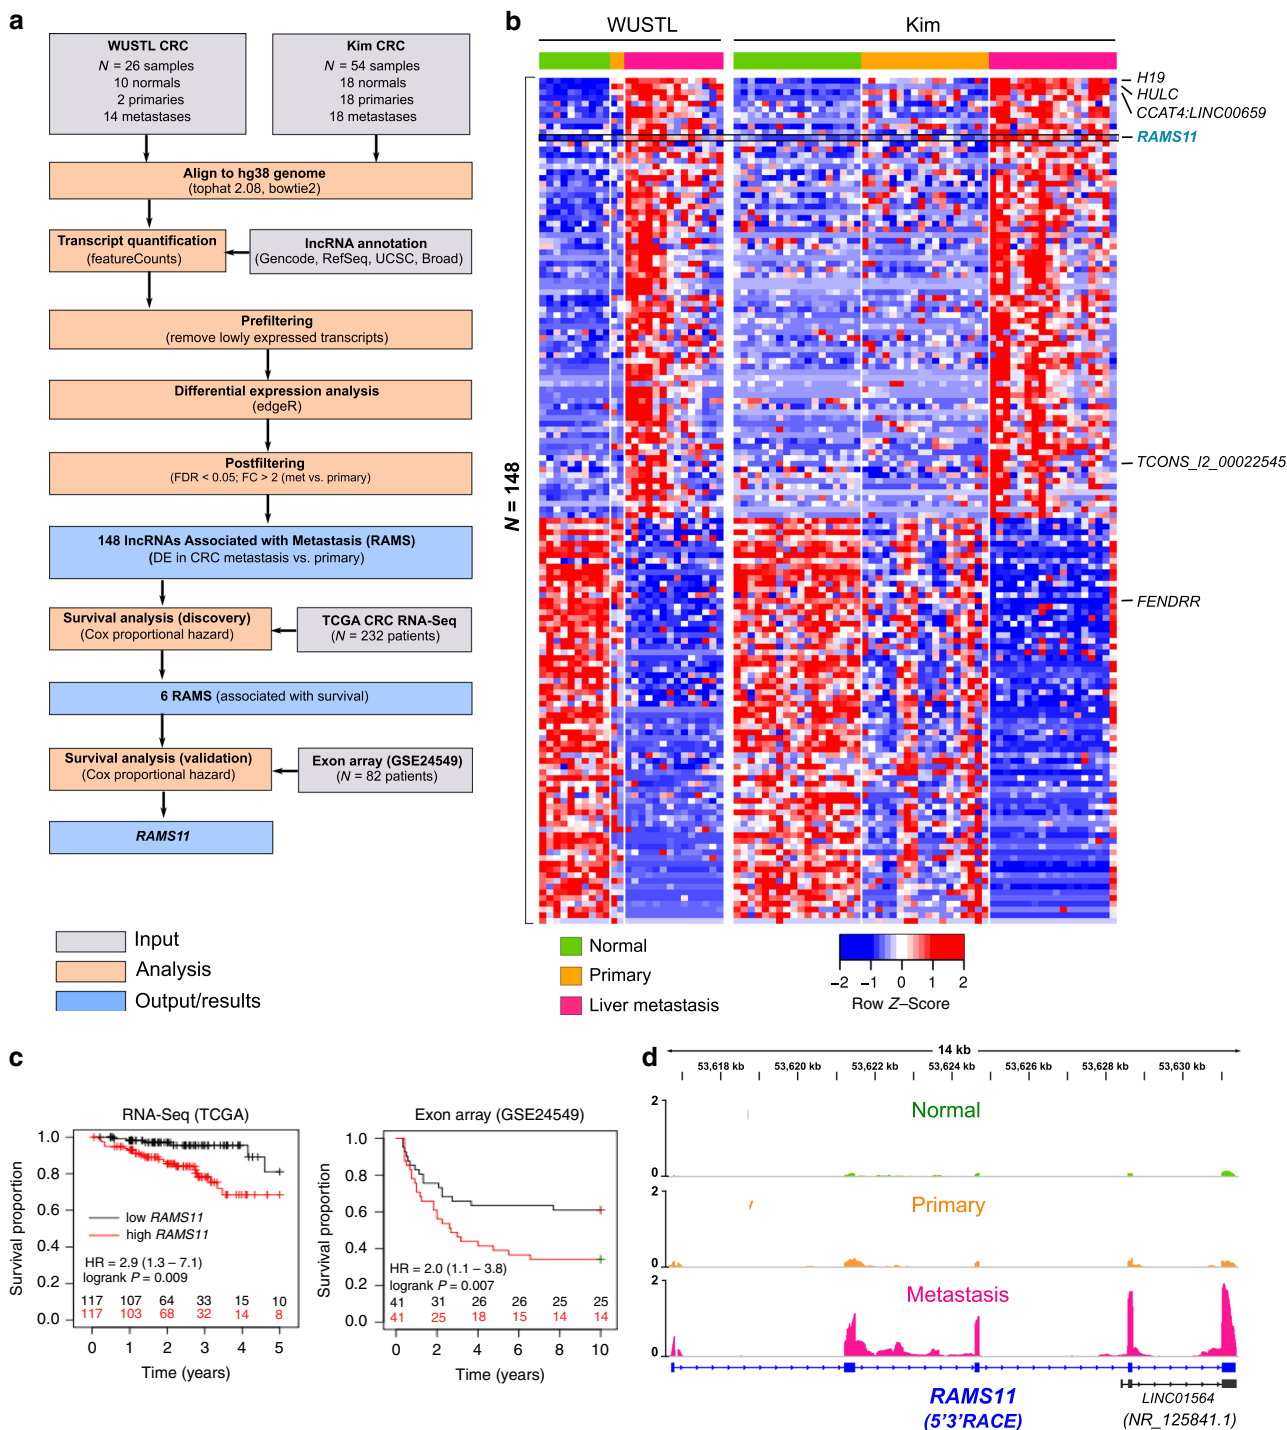 a
WUSTL CRC
N = 26 samples
10 normals
2 primaries
14 metastases
Kim CRC
N = 54 samples
18 normals
18 primaries
18 metastases
Align to hg38 genome
(tophat 2.08, bowtie2)
Transcript quantification
(featureCounts)
lncRNA annotation
(Gencode, RefSeq, UCSC, Broad)
Prefiltering
(remove lowly expressed transcripts)
Differential expression analysis
(edgeR)
Postfiltering
(FDR < 0.05; FC > 2 (met vs. primary)
148 lncRNAs Associated with Metastasis (RAMS)
(DE in CRC metastasis vs. primary)
Survival analysis (discovery)
(Cox proportional hazard)
TCGA CRC RNA-Seq
(N = 232 patients)
6 RAMS (associated with survival)
Survival analysis (validation)
(Cox proportional hazard)
Exon array (GSE24549)
(N = 82 patients)
RAMS11
Input
Analysis
Output/results
b
WUSTL
Kim
N = 148
H19
HULC
CCAT4:LINC00659
RAMS11
TCONS_l2_00022545
FENDRR
Normal
Primary
Liver metastasis
−2 −1 0 1 2
Row Z–Score
c
RNA-Seq (TCGA)
Survival proportion
1.0
0.8
0.6
0.4
0.2
0.0
low RAMS11
high RAMS11
HR = 2.9 (1.3 – 7.1)
logrank P = 0.009
117 107 64 33 15 10
117 103 68 32 14 8
0 1 2 3 4 5
Time (years)
Exon array (GSE24549)
Survival proportion
1.0
0.8
0.6
0.4
0.2
0.0
HR = 2.0 (1.1 – 3.8)
logrank P = 0.007
41 31 26 26 25 25
41 25 18 15 14 14
0 2 4 6 8 10
Time (years)
d
14 kb
53,618 kb 53,620 kb 53,622 kb 53,624 kb 53,626 kb 53,628 kb 53,630 kb
2
Normal
0
2
Primary
0
2
Metastasis
0
RAMS11
(5'3'RACE)
LINC01564
(NR_125841.1)